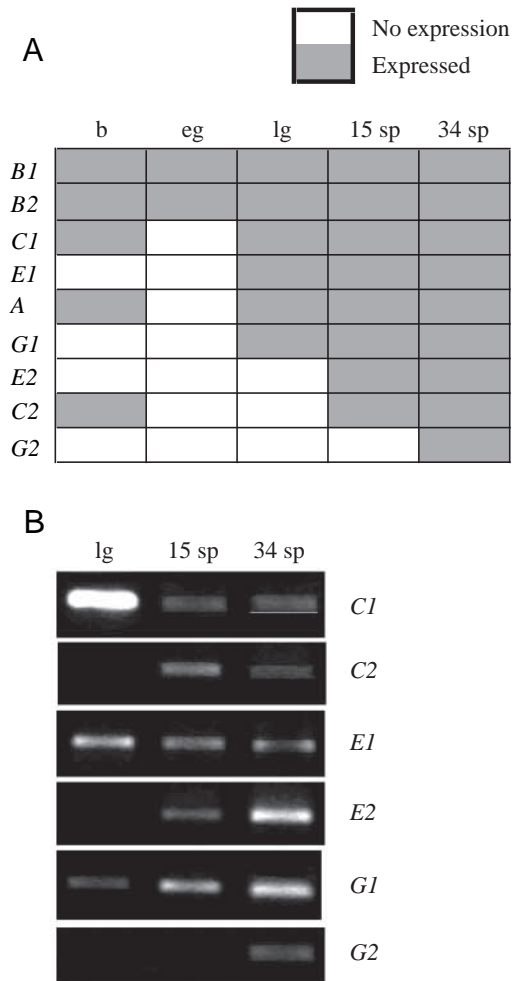 A
No expression
Expressed
b eg lg 15 sp 34 sp
B1
B2
C1
E1
A
G1
E2
C2
G2
B
lg 15 sp 34 sp
C1
C2
E1
E2
G1
G2